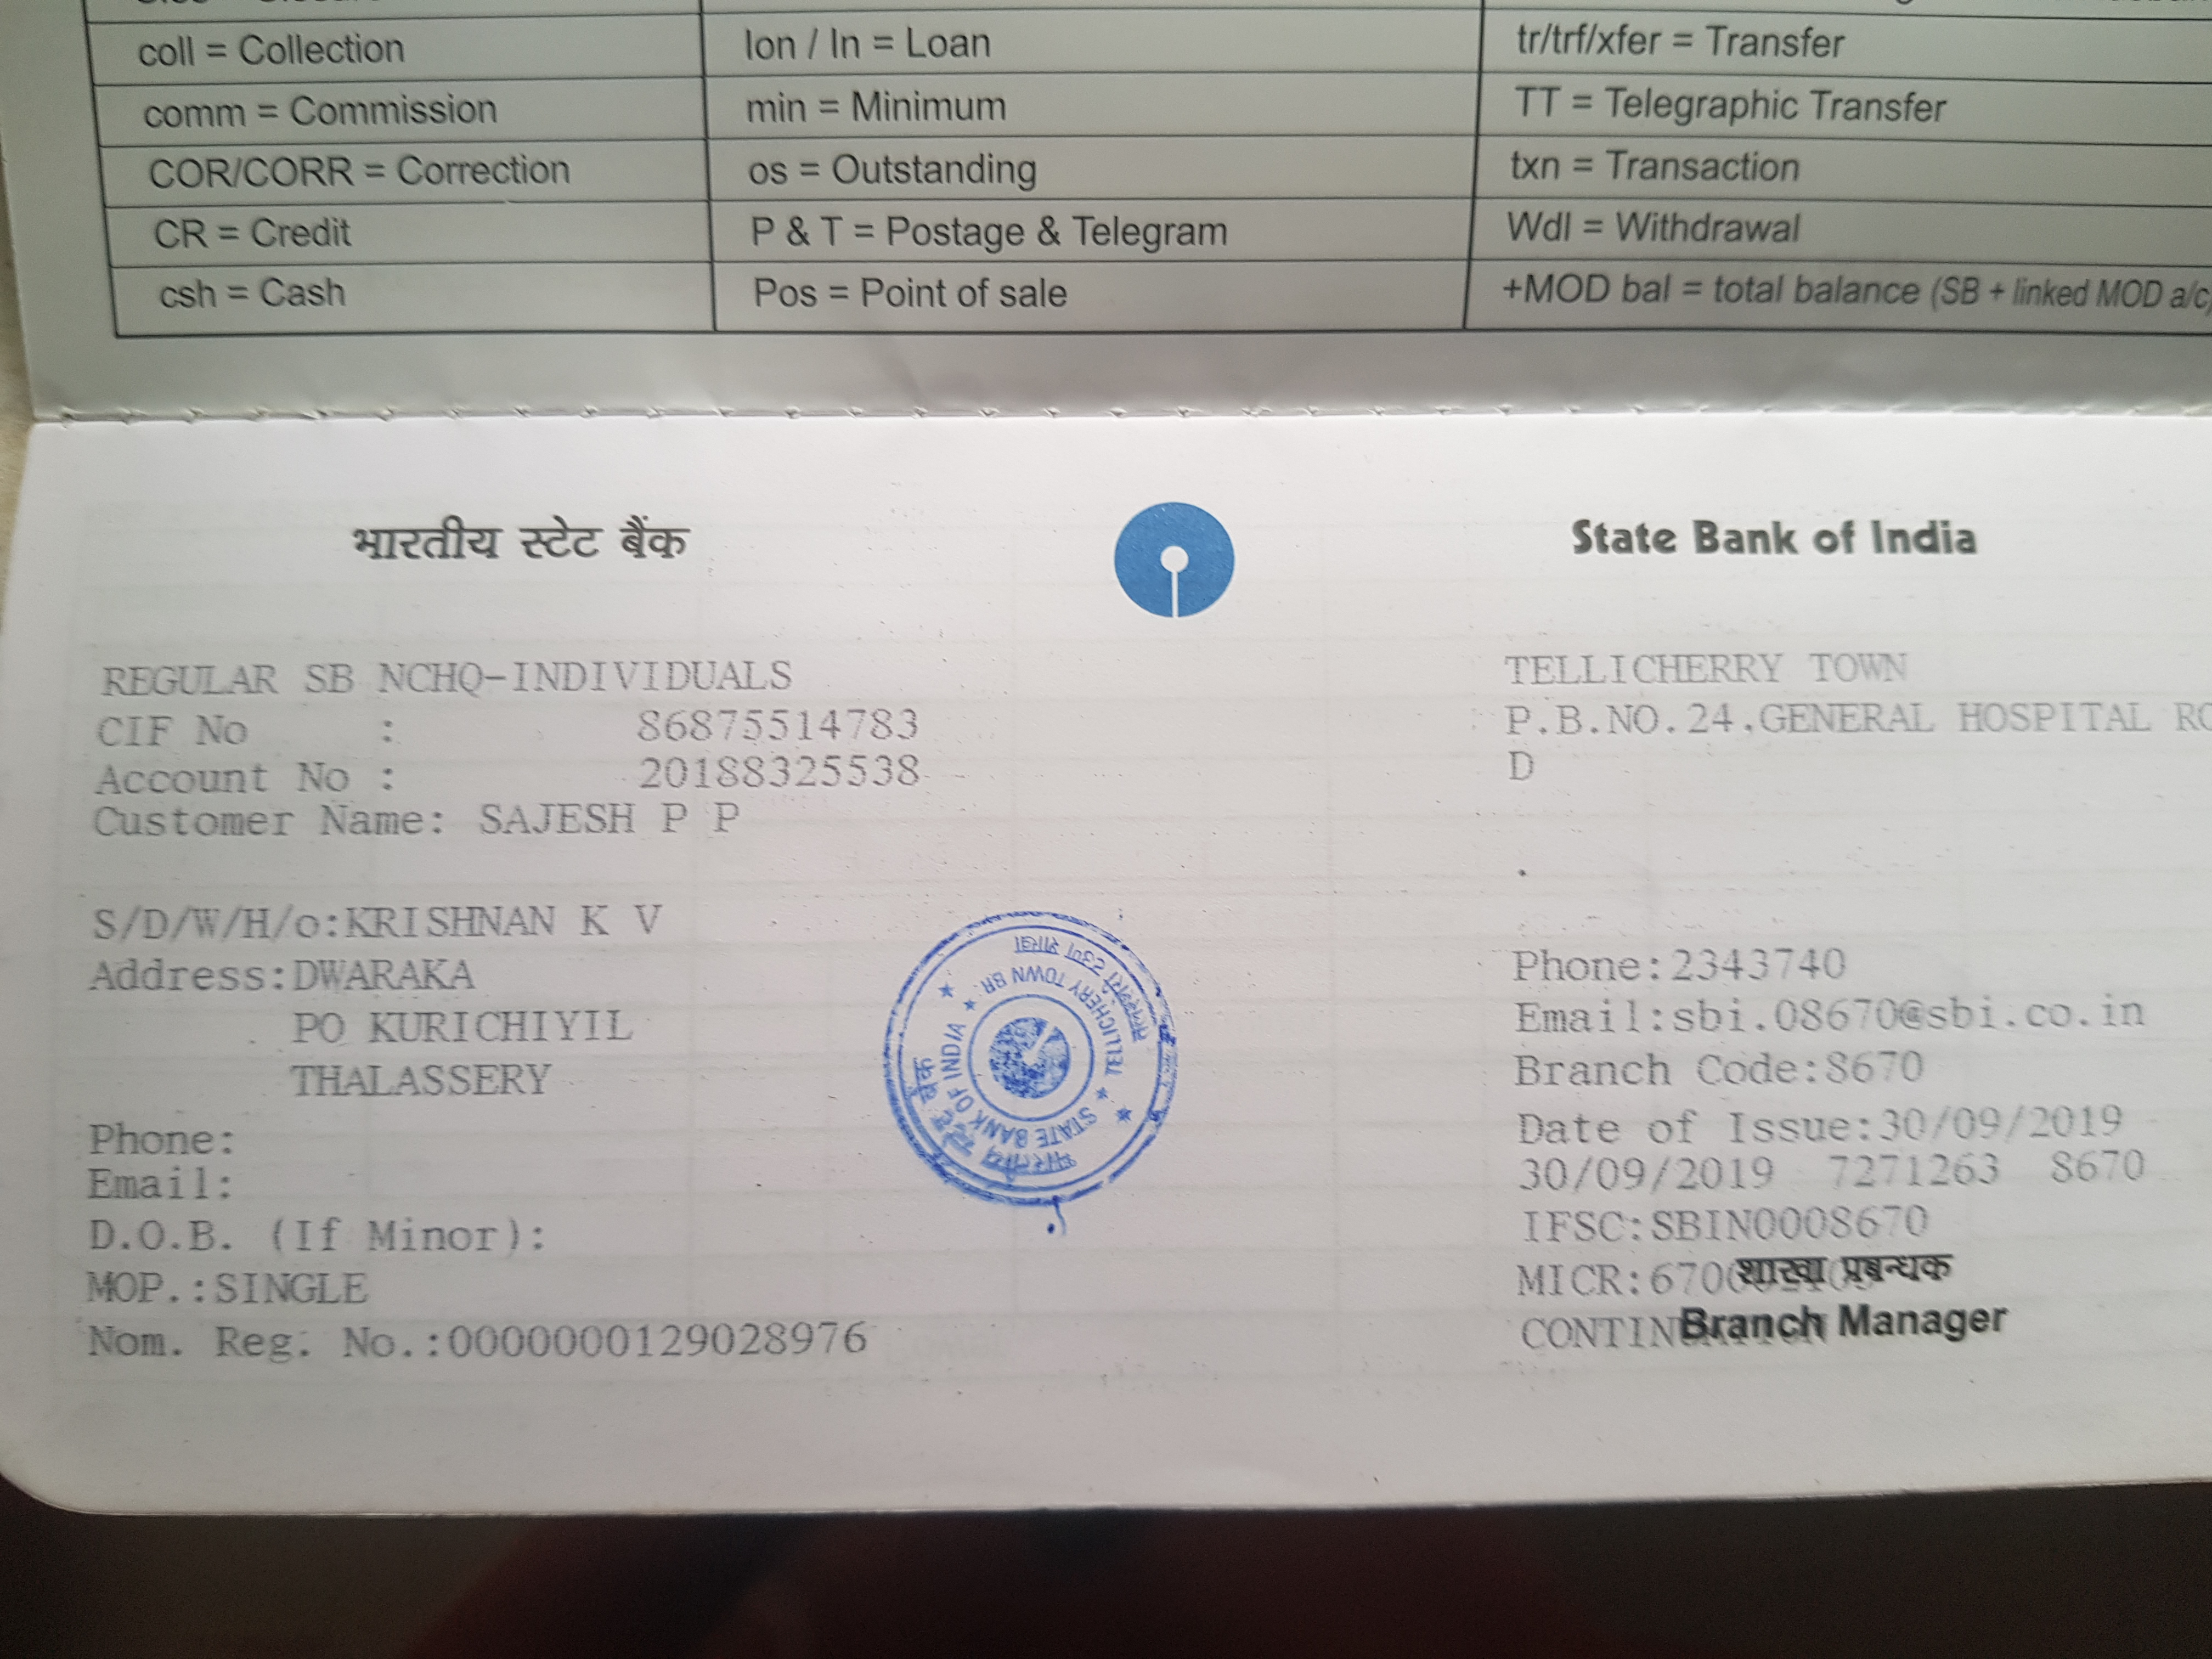 coll = Collection
lon / ln = Loan
tr/trf/xfer = Transfer
comm = Commission
min = Minimum
TT = Telegraphic Transfer
COR/CORR = Correction
os = Outstanding
txn = Transaction
CR = Credit
P & T = Postage & Telegram
Wdl = Withdrawal
csh = Cash
Pos = Point of sale
+MOD bal = total balance (SB + linked MOD a/c
भारतीय स्टेट बैंक
State Bank of India
REGULAR SB NCHQ-INDIVIDUALS
CIF No : 86875514783
Account No : 20188325538
Customer Name: SAJESH P P
S/D/W/H/o:KRISHNAN K V
Address:DWARAKA
PO KURICHIYIL
THALASSERY
Phone:
Email:
D.O.B. (If Minor):
MOP.:SINGLE
Nom. Reg. No.:0000000129028976
भारतीय स्टेट बैंक
STATE BANK OF INDIA
TELLICHERY TOWN BR.
तलश्शेरी टउण शाखा
TELLICHERRY TOWN
P.B.NO.24,GENERAL HOSPITAL RO
D
Phone:2343740
Email:sbi.08670@sbi.co.in
Branch Code:8670
Date of Issue:30/09/2019
30/09/2019 7271263 8670
IFSC:SBIN0008670
MICR:670
शाखा प्रबन्धक
CONTIN
Branch Manager